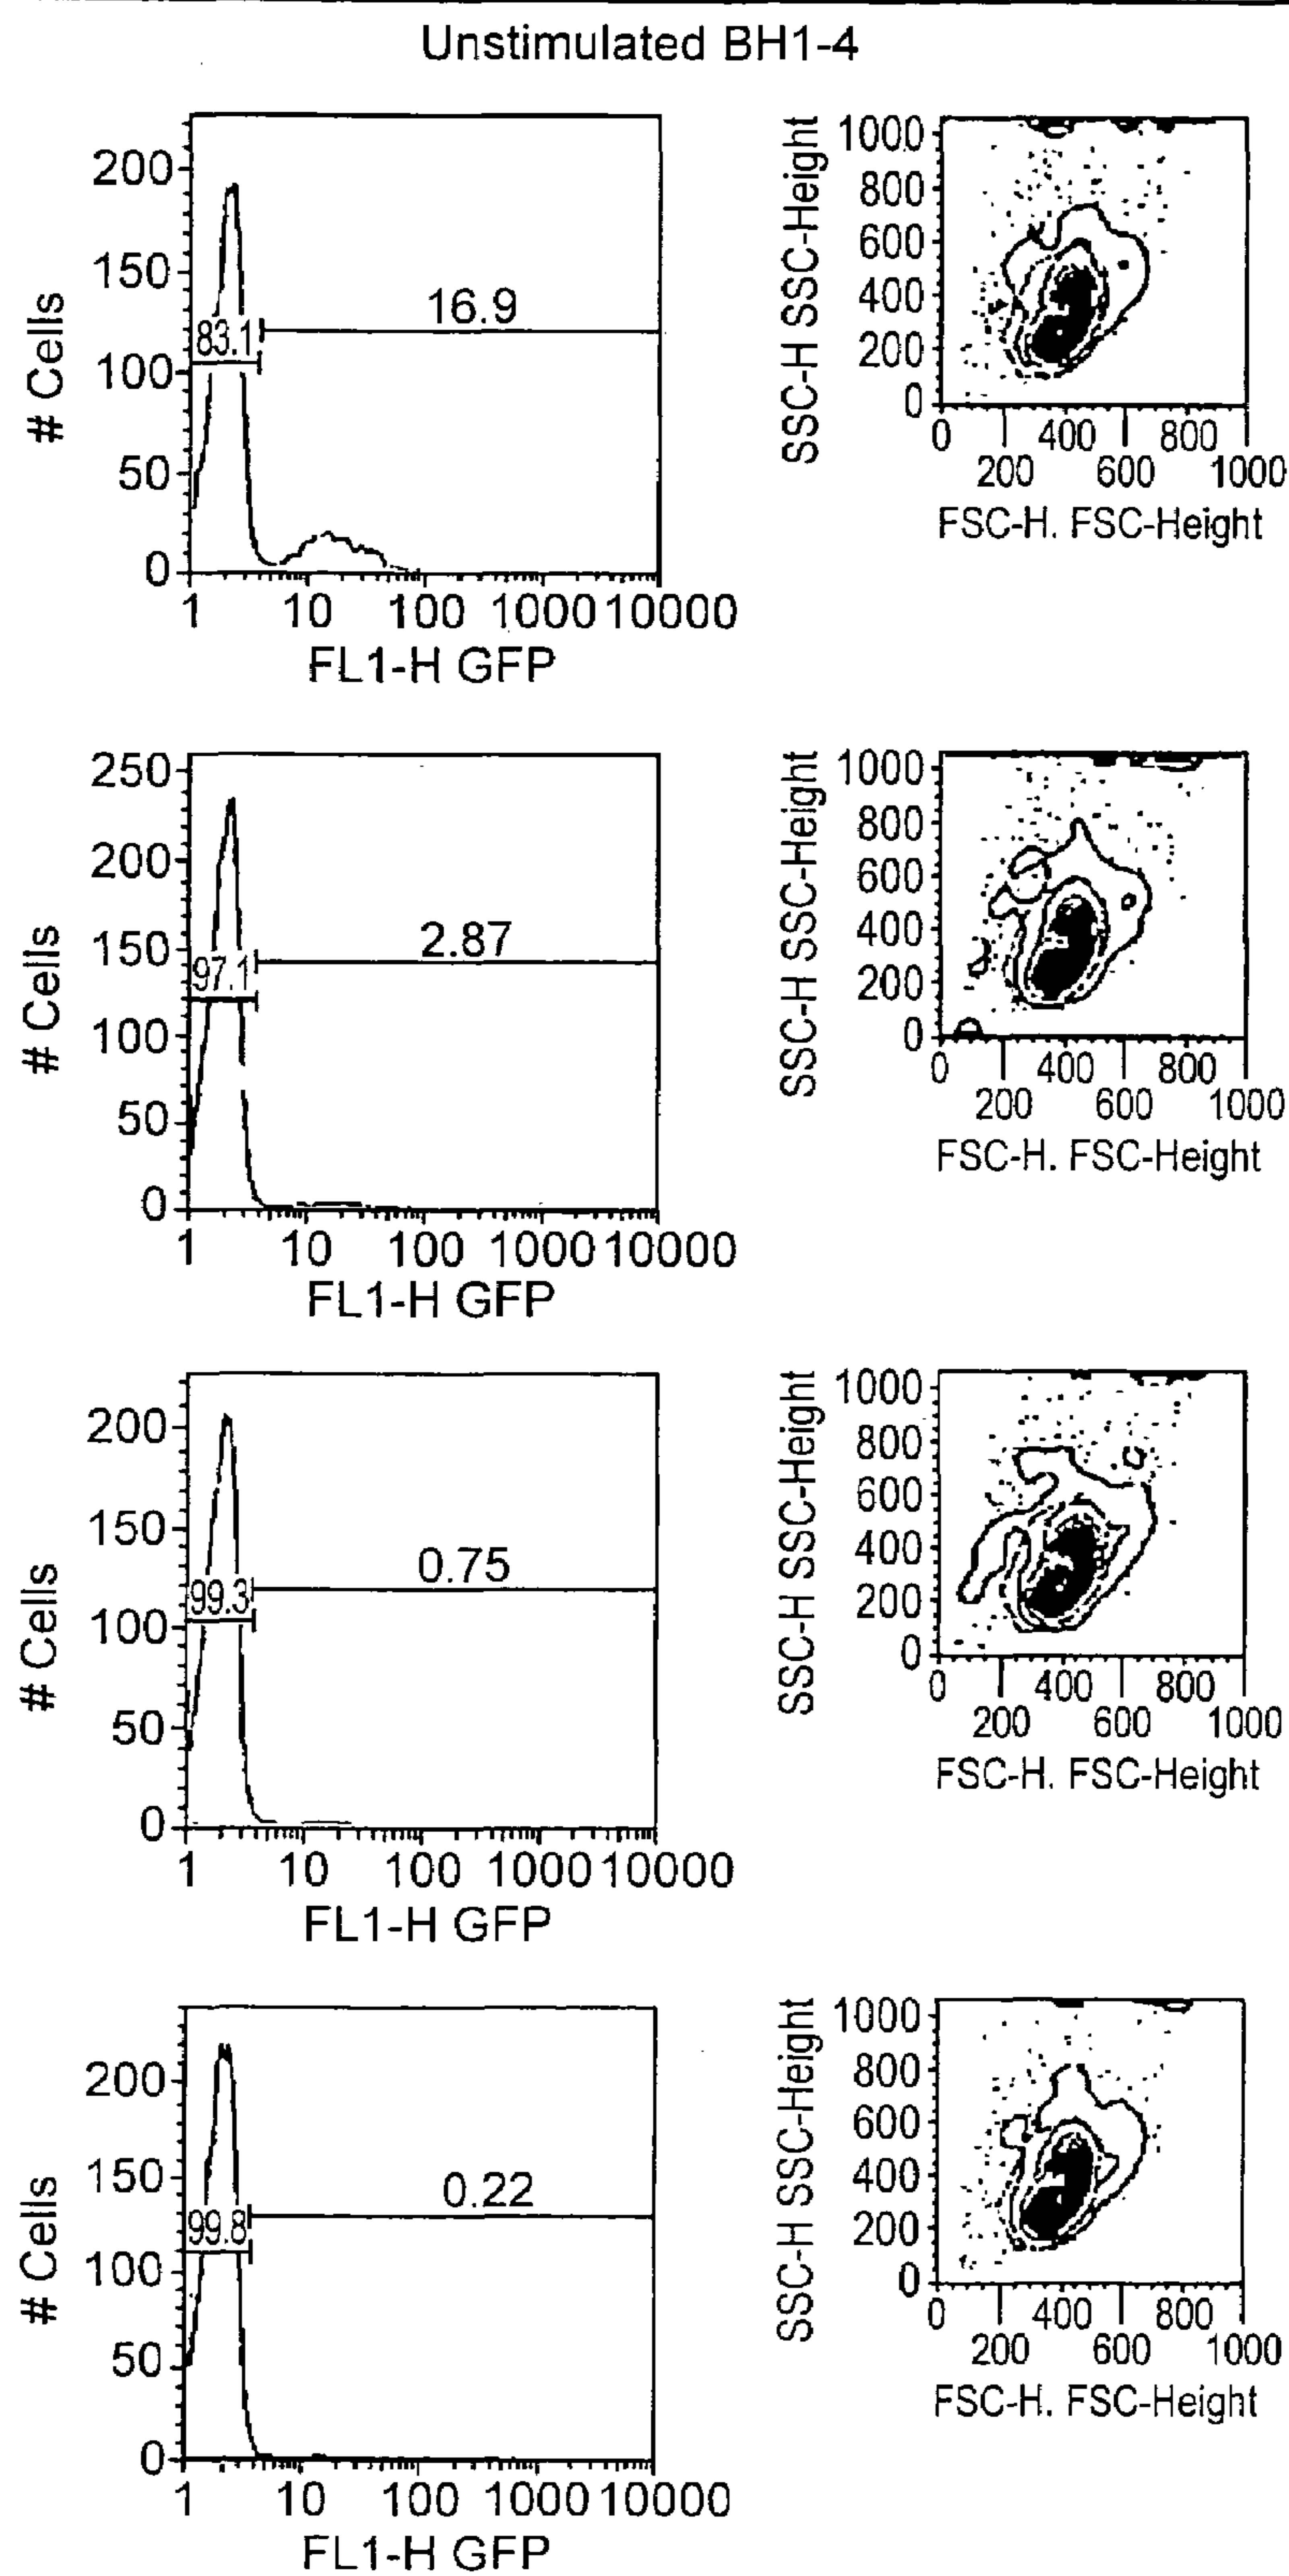 Unstimulated BH1-4
# Cells
200
150
100
50
0
83.1
16.9
1 10 100 1000 10000
FL1-H GFP
SSC-H SSC-Height
1000
800
600
400
200
0
0 400 800
200 600 1000
FSC-H. FSC-Height
# Cells
250
200
150
100
50
0
97.1
2.87
1 10 100 1000 10000
FL1-H GFP
SSC-H SSC-Height
1000
800
600
400
200
0
0 400 800
200 600 1000
FSC-H. FSC-Height
# Cells
200
150
100
50
0
99.3
0.75
1 10 100 1000 10000
FL1-H GFP
SSC-H SSC-Height
1000
800
600
400
200
0
0 400 800
200 600 1000
FSC-H. FSC-Height
# Cells
200
150
100
50
0
99.8
0.22
1 10 100 1000 10000
FL1-H GFP
SSC-H SSC-Height
1000
800
600
400
200
0
0 400 800
200 600 1000
FSC-H. FSC-Height